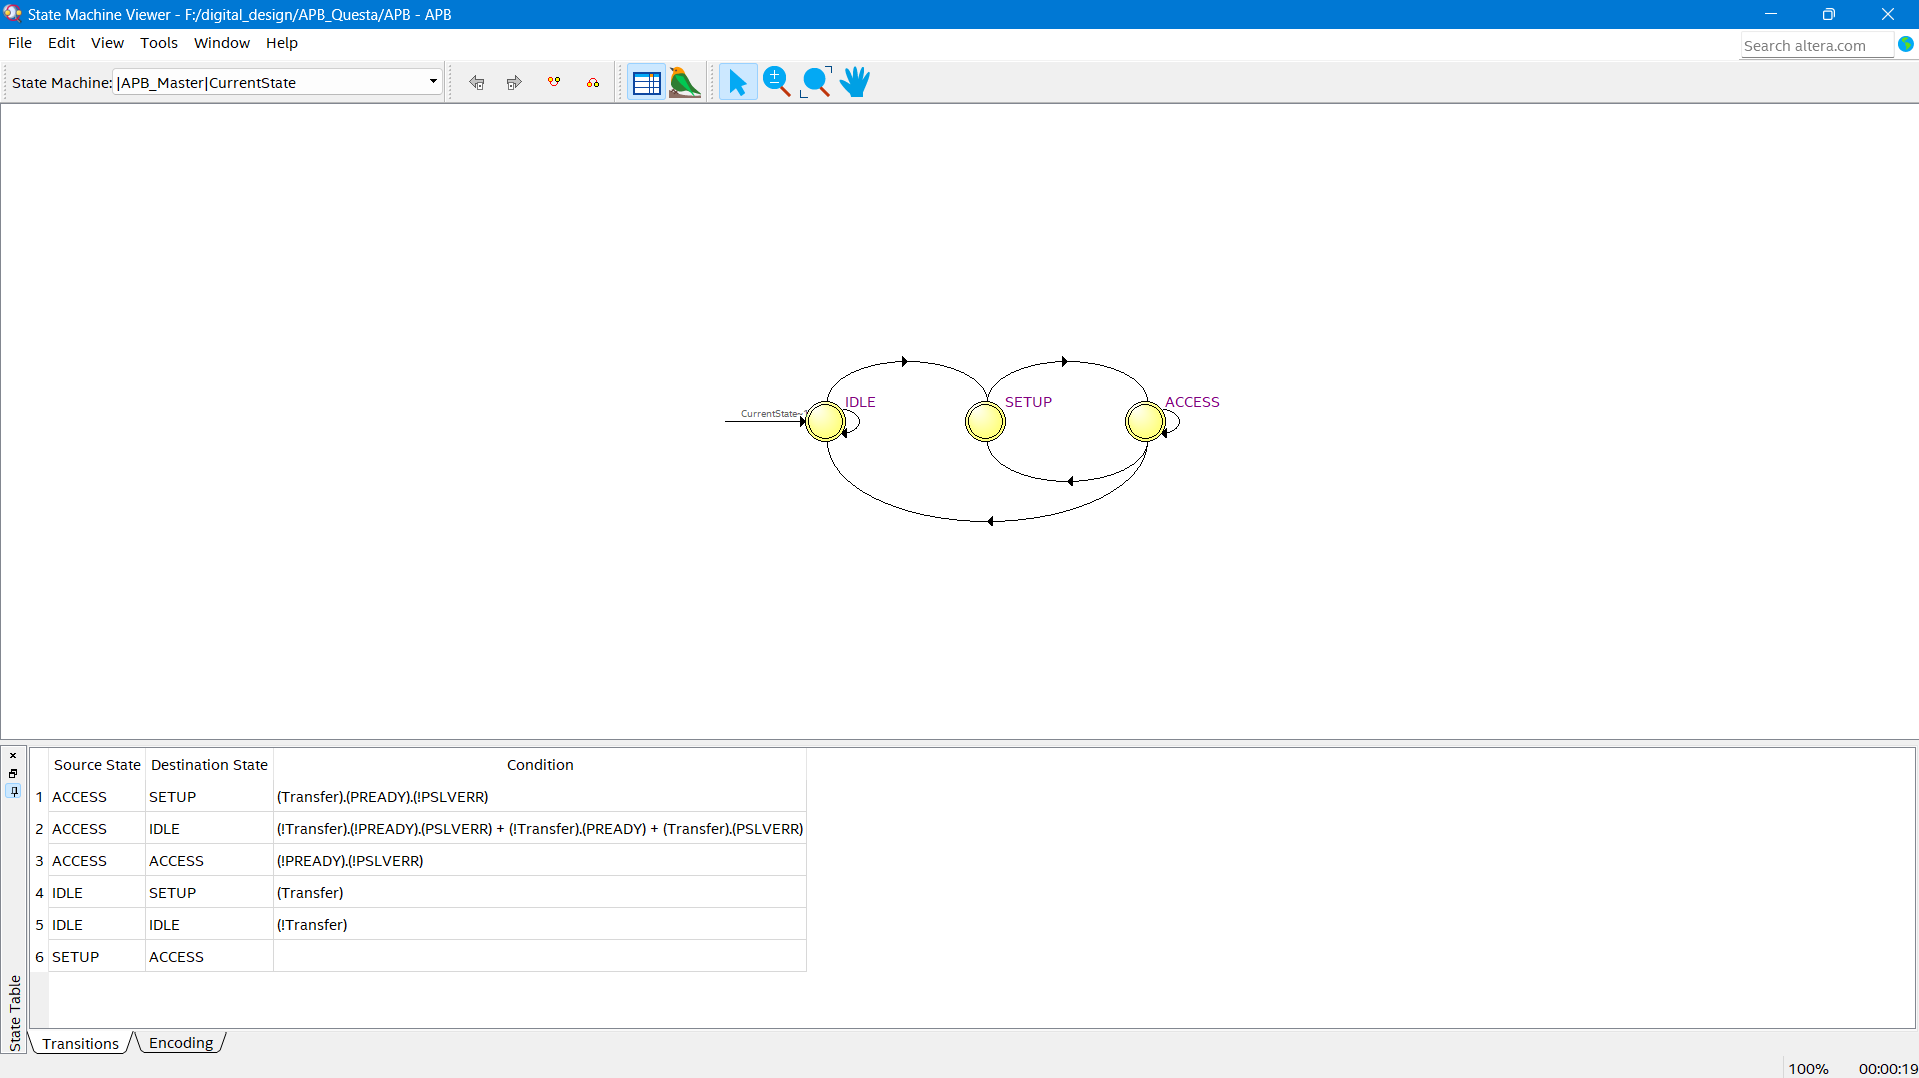 State Machine Viewer - F:/digital_design/APB_Questa/APB - APB
File Edit View Tools Window Help
Search altera.com
State Machine: |APB_Master|CurrentState
CurrentState~1
IDLE
SETUP
ACCESS
Source State Destination State Condition
1 ACCESS SETUP (Transfer).(PREADY).(!PSLVERR)
2 ACCESS IDLE (!Transfer).(!PREADY).(PSLVERR) + (!Transfer).(PREADY) + (Transfer).(PSLVERR)
3 ACCESS ACCESS (!PREADY).(!PSLVERR)
4 IDLE SETUP (Transfer)
5 IDLE IDLE (!Transfer)
6 SETUP ACCESS
State Table
Transitions Encoding
100% 00:00:19